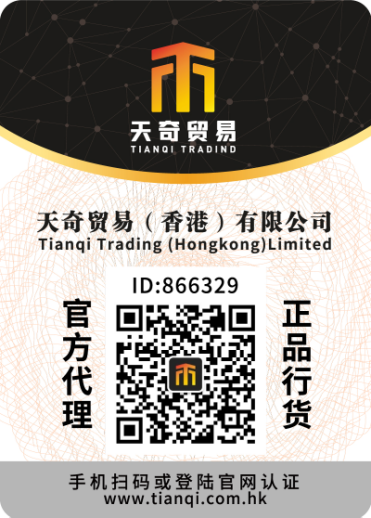 天奇贸易
TIANQI TRADIND
天奇贸易（香港）有限公司
Tianqi Trading (Hongkong)Limited
ID:866329
官方代理
正品行货
手机扫码或登陆官网认证
www.tianqi.com.hk